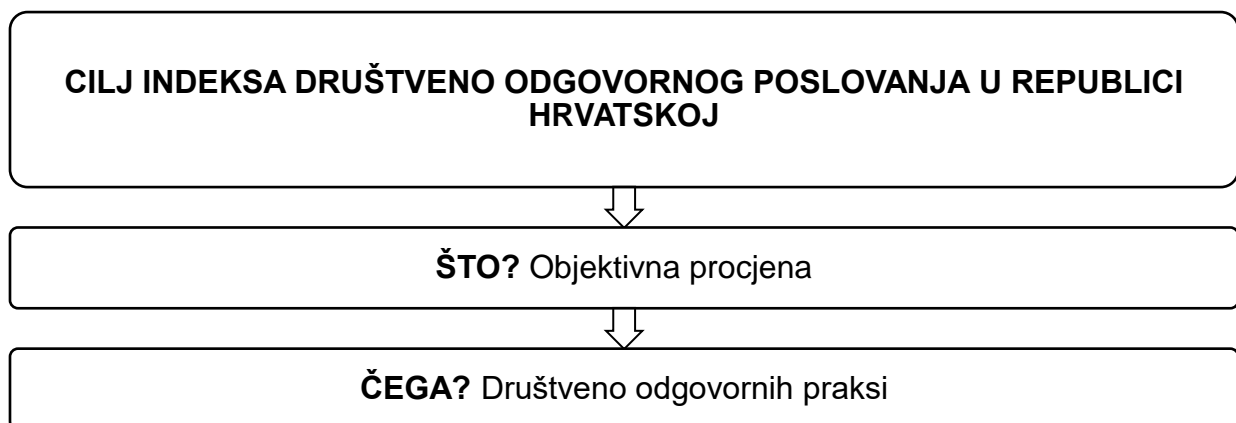 CILJ INDEKSA DRUŠTVENO ODGOVORNOG POSLOVANJA U REPUBLICI
HRVATSKOJ
ŠTO? Objektivna procjena
ČEGA? Društveno odgovornih praksi